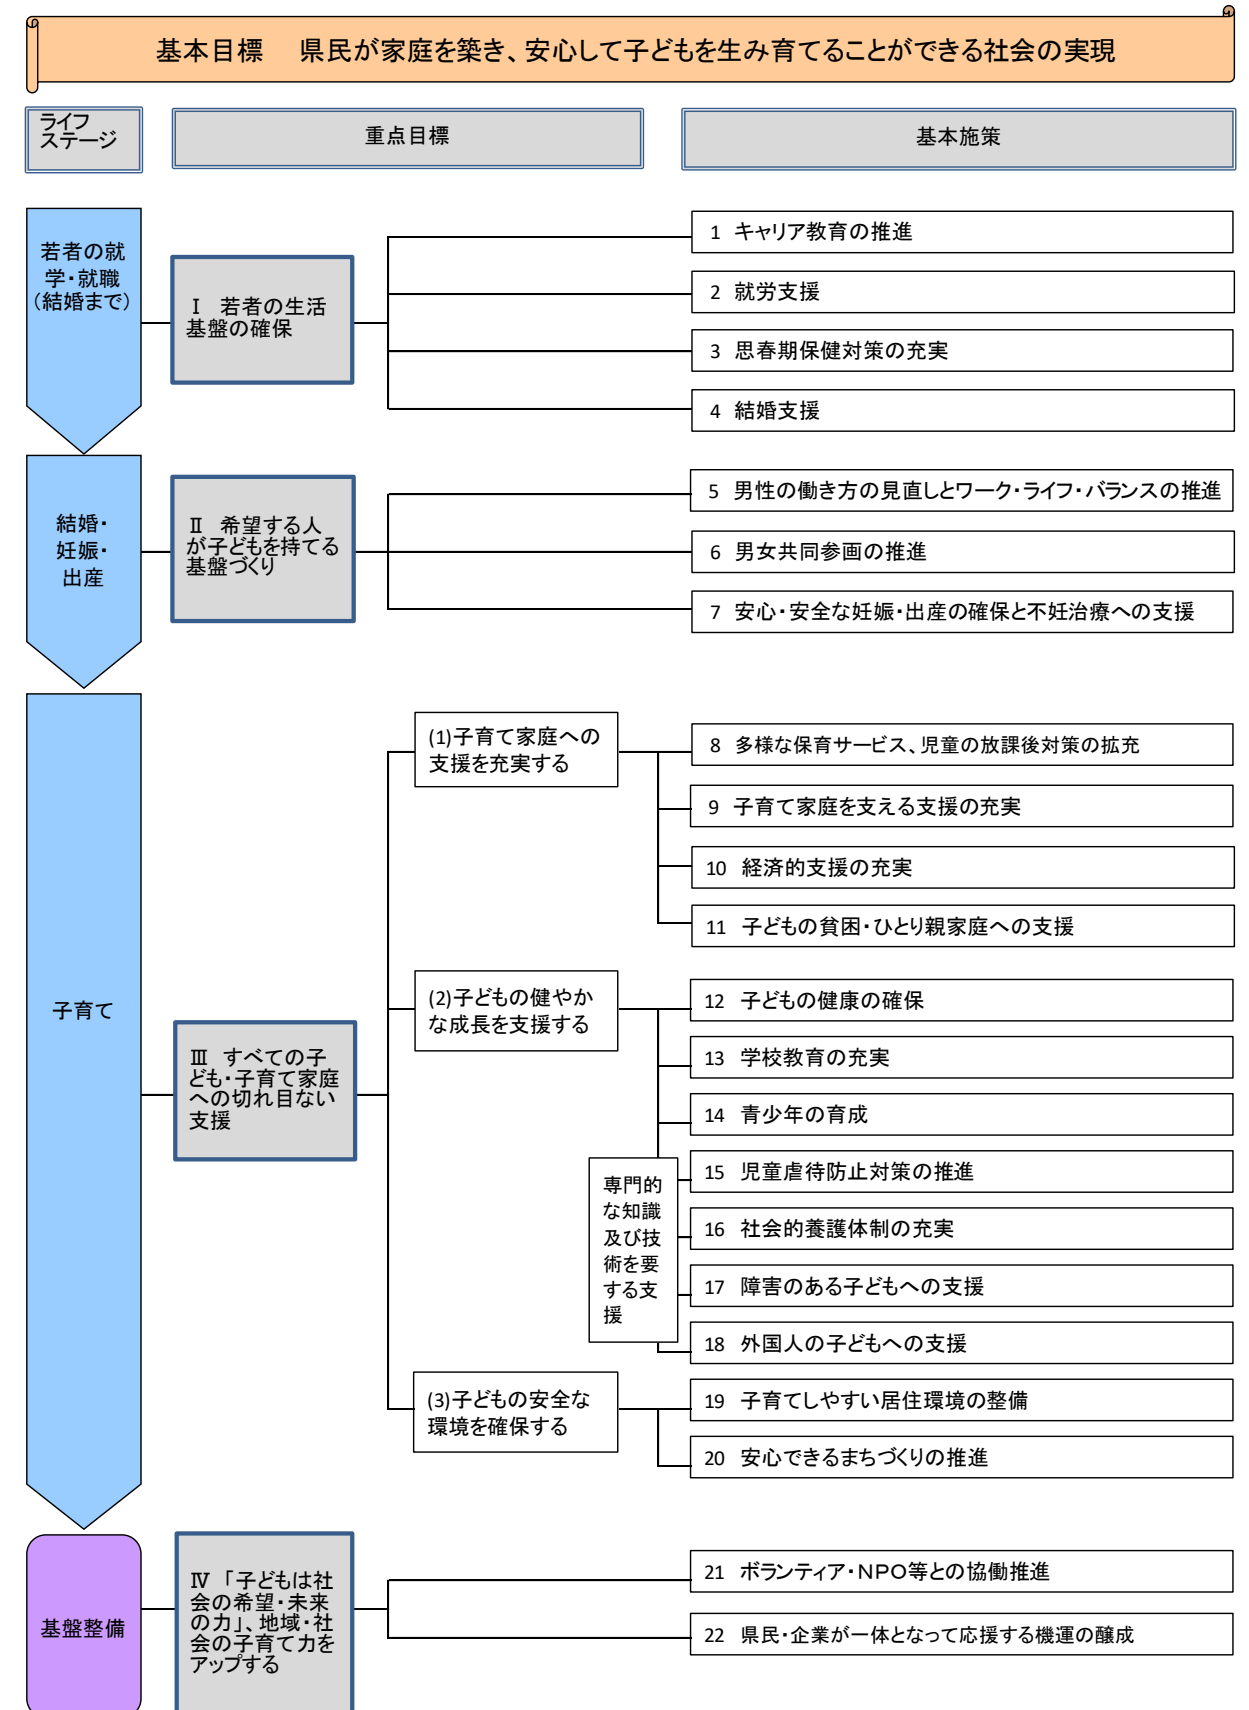 基本目標　県民が家庭を築き、安心して子どもを生み育てることができる社会の実現
ライフ
ステージ
重点目標
基本施策
若者の就
学・就職
（結婚まで）
Ⅰ　若者の生活
基盤の確保
1　キャリア教育の推進
2　就労支援
3　思春期保健対策の充実
4　結婚支援
結婚・
妊娠・
出産
Ⅱ　希望する人
が子どもを持てる
基盤づくり
5　男性の働き方の見直しとワーク・ライフ・バランスの推進
6　男女共同参画の推進
7　安心・安全な妊娠・出産の確保と不妊治療への支援
子育て
Ⅲ　すべての子
ども・子育て家庭
への切れ目ない
支援
(1)子育て家庭への
支援を充実する
8　多様な保育サービス、児童の放課後対策の拡充
9　子育て家庭を支える支援の充実
10　経済的支援の充実
11　子どもの貧困・ひとり親家庭への支援
(2)子どもの健やか
な成長を支援する
12　子どもの健康の確保
13　学校教育の充実
14　青少年の育成
専門的
な知識
及び技
術を要
する支
援
15　児童虐待防止対策の推進
16　社会的養護体制の充実
17　障害のある子どもへの支援
18　外国人の子どもへの支援
(3)子どもの安全な
環境を確保する
19　子育てしやすい居住環境の整備
20　安心できるまちづくりの推進
基盤整備
Ⅳ　「子どもは社
会の希望・未来
の力」、地域・社
会の子育て力を
アップする
21　ボランティア・ＮＰＯ等との協働推進
22　県民・企業が一体となって応援する機運の醸成